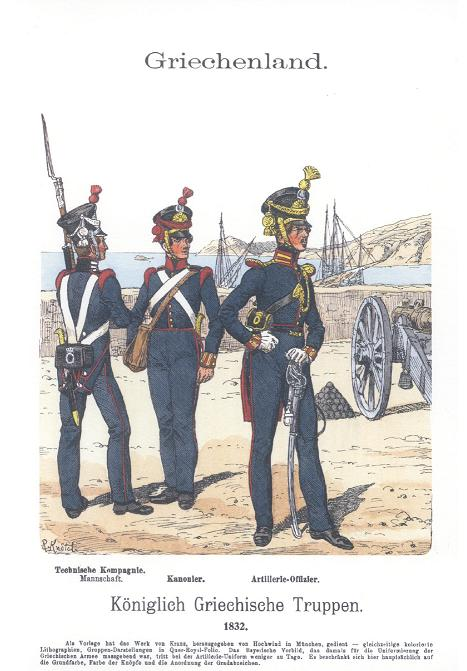 Griechenland.
R. Knötel
Technische Kompagnie.
Mannschaft. Kanonier. Artillerie-Offizier.
Königlich Griechische Truppen.
1832.
Als Vorlage hat das Werk von Kranz, herausgegeben von Hochwind in München, gedient — gleichzeitige kolorierte
Lithographien, Gruppen-Darstellungen in Quer-Royal-Folio. Das Bayerische Vorbild, das damals für die Uniformierung der
Griechischen Armee massgebend war, tritt bei der Artillerie-Uniform weniger zu Tage. Es beschränkt sich hier hauptsächlich auf
die Grundfarbe, Farbe der Knöpfe und die Anordnung der Gradabzeichen.